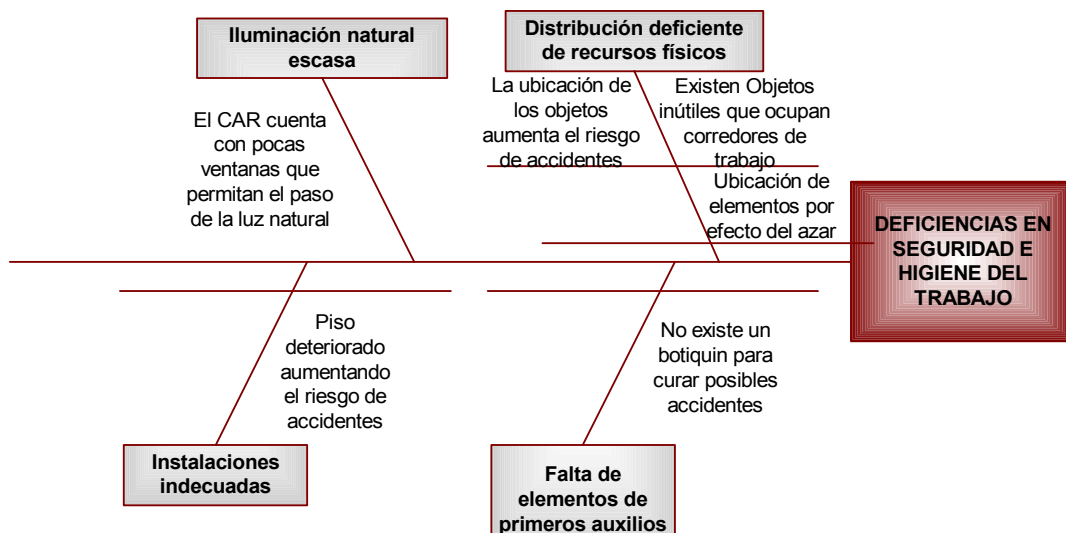 Iluminación natural
escasa
Distribución deficiente
de recursos físicos
El CAR cuenta
con pocas
ventanas que
permitan el paso
de la luz natural
La ubicación de
los objetos
aumenta el riesgo
de accidentes
Existen Objetos
inútiles que ocupan
corredores de
trabajo
Ubicación de
elementos por
efecto del azar
DEFICIENCIAS EN
SEGURIDAD E
HIGIENE DEL
TRABAJO
Piso
deteriorado
aumentando
el riesgo de
accidentes
No existe un
botiquin para
curar posibles
accidentes
Instalaciones
indecuadas
Falta de
elementos de
primeros auxilios